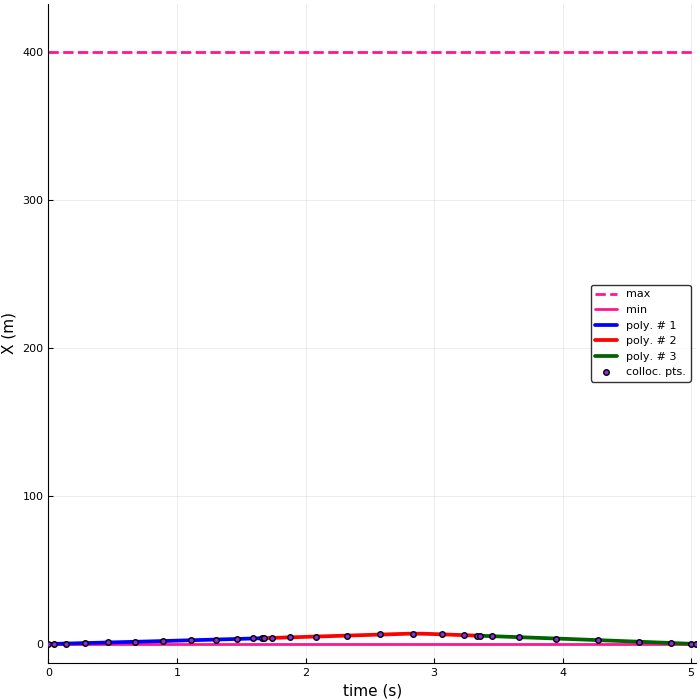 400
300
200
100
0
X (m)
max
min
poly. # 1
poly. # 2
poly. # 3
colloc. pts.
0 1 2 3 4 5
time (s)